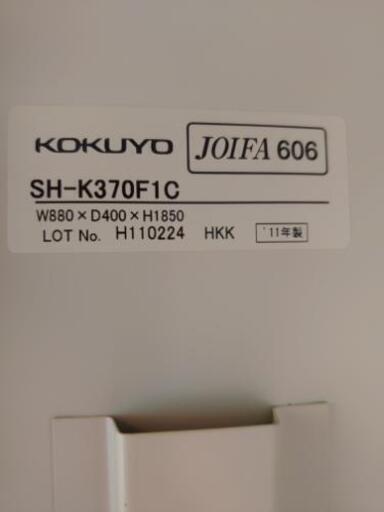 KOKUYO JOIFA 606
SH-K370F1C
W880×D400×H1850
LOT No. H110224 HKK '11年製